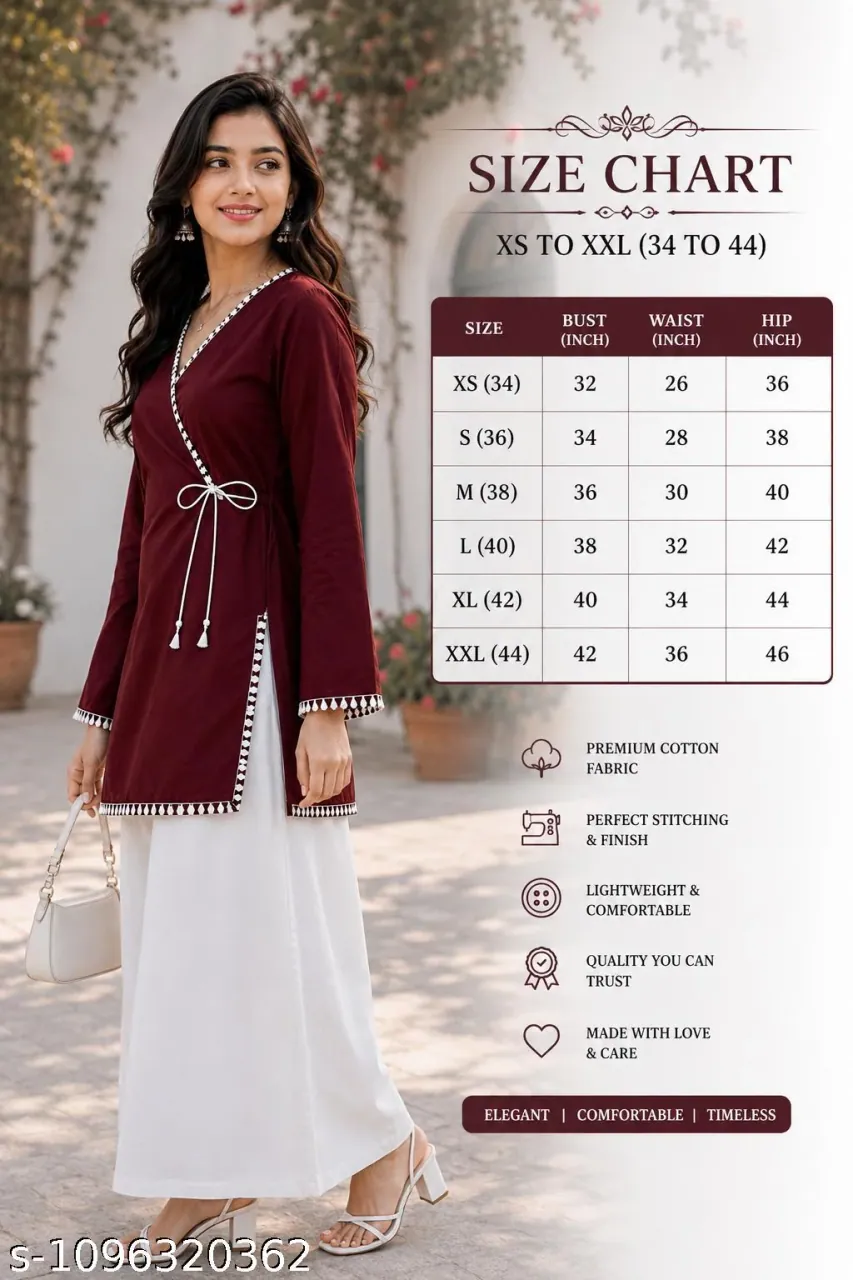 SIZE CHART
XS TO XXL (34 TO 44)
SIZE BUST (INCH) WAIST (INCH) HIP (INCH)
XS (34) 32 26 36
S (36) 34 28 38
M (38) 36 30 40
L (40) 38 32 42
XL (42) 40 34 44
XXL (44) 42 36 46
PREMIUM COTTON
FABRIC
PERFECT STITCHING
& FINISH
LIGHTWEIGHT &
COMFORTABLE
QUALITY YOU CAN
TRUST
MADE WITH LOVE
& CARE
ELEGANT | COMFORTABLE | TIMELESS
s-1096320362